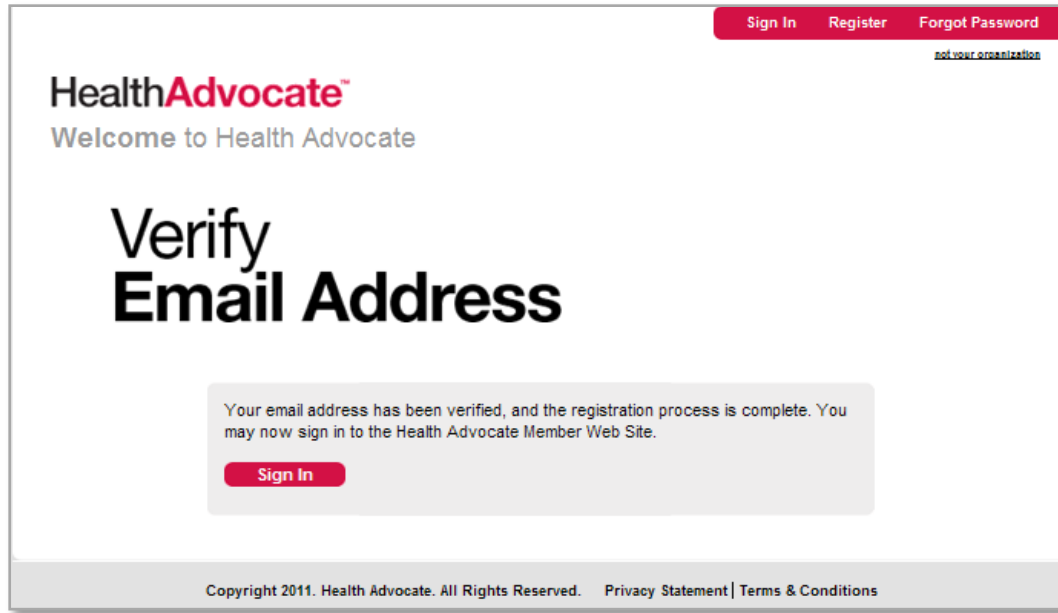 Sign In Register Forgot Password
not your organization
HealthAdvocate™
Welcome to Health Advocate
Verify
Email Address
Your email address has been verified, and the registration process is complete. You
may now sign in to the Health Advocate Member Web Site.
Sign In
Copyright 2011. Health Advocate. All Rights Reserved. Privacy Statement | Terms & Conditions